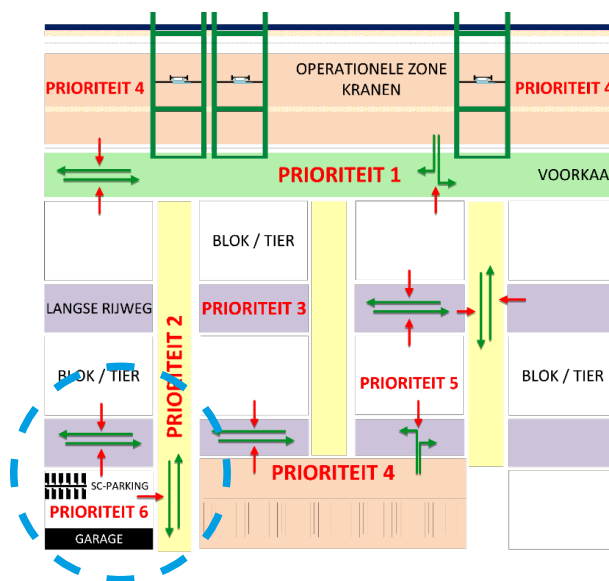 OPERATIONELE ZONE
KRANEN
PRIORITEIT 4
PRIORITEIT 4
PRIORITEIT 1
VOORKAA
BLOK / TIER
LANGSE RIJWEG
PRIORITEIT 3
PRIORITEIT 2
BLOK / TIER
PRIORITEIT 5
BLOK / TIER
SC-PARKING
PRIORITEIT 4
PRIORITEIT 6
GARAGE